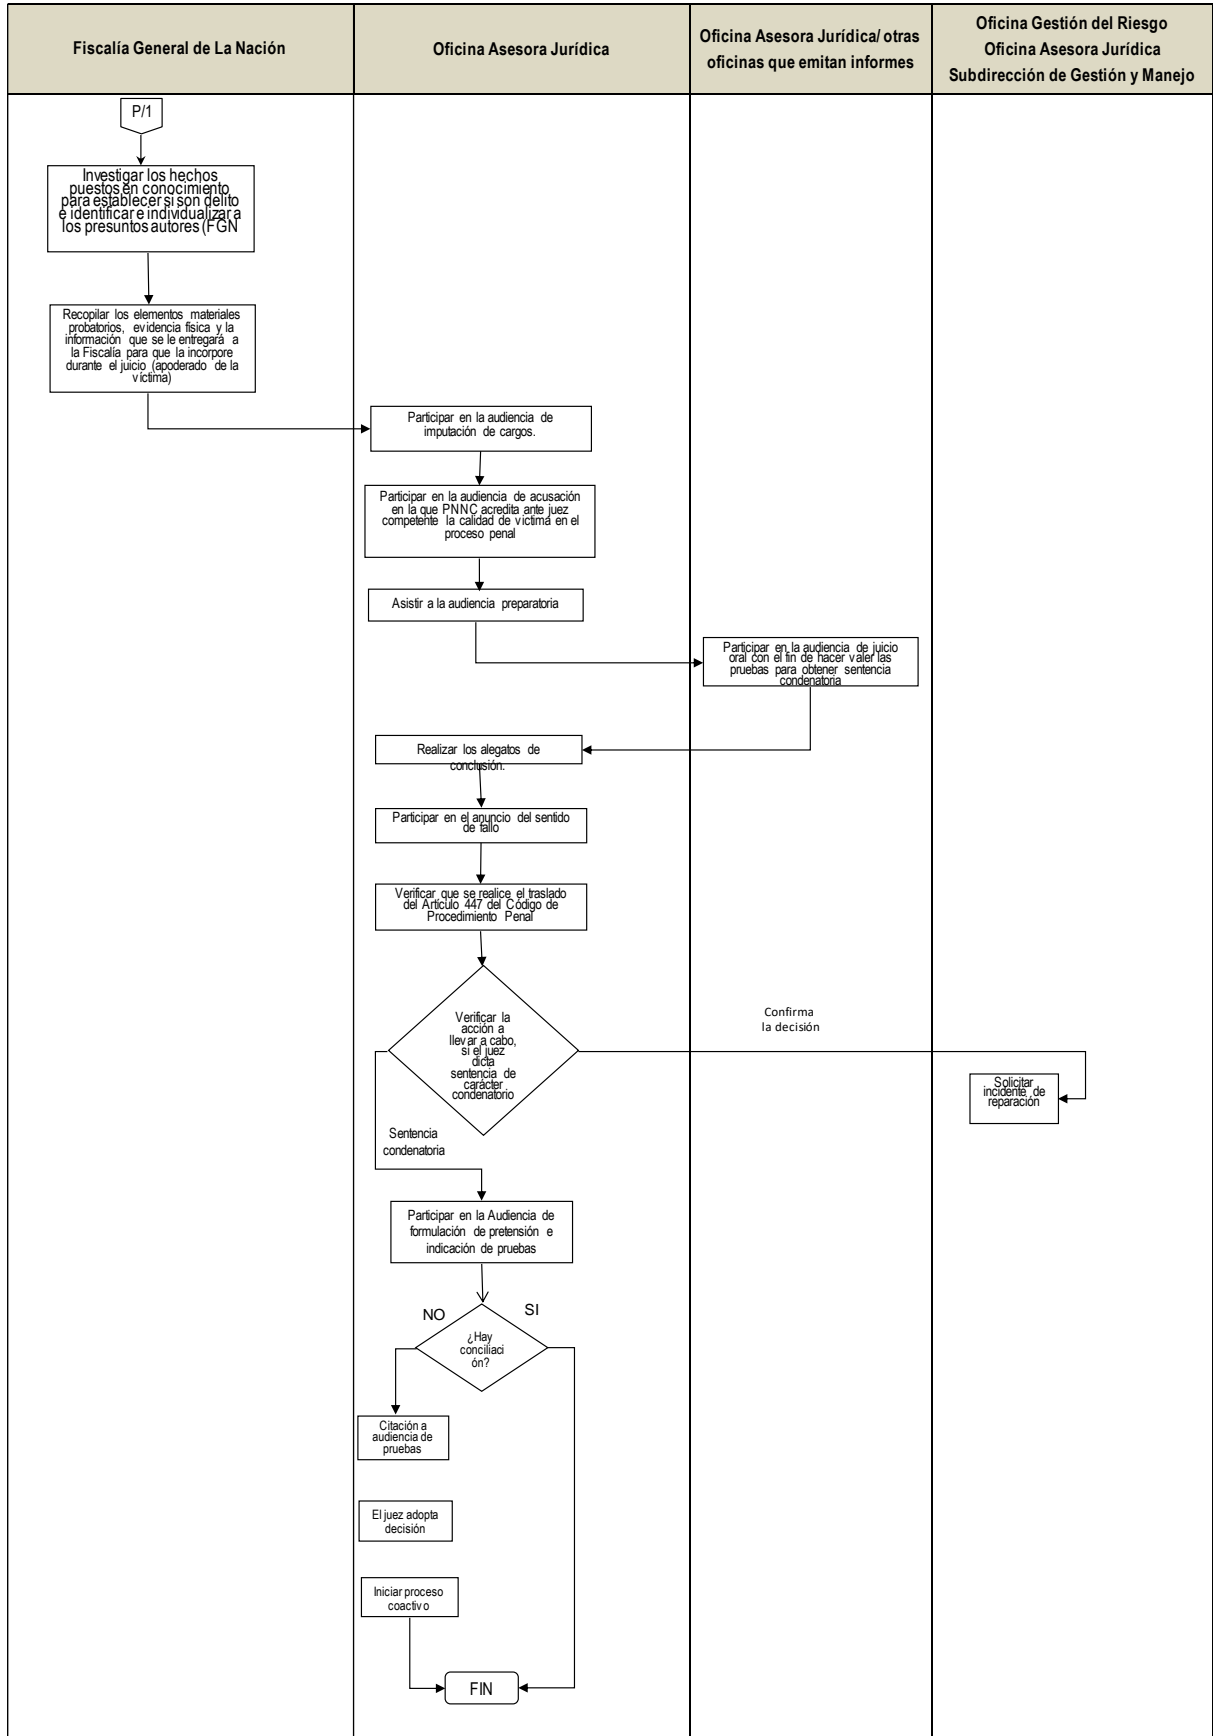 Fiscalía General de La Nación
Oficina Asesora Jurídica
Oficina Asesora Jurídica/ otras
oficinas que emitan informes
Oficina Gestión del Riesgo
Oficina Asesora Jurídica
Subdirección de Gestión y Manejo
P/1
Investigar los hechos
puestos en conocimiento
para establecer si son delito
e identificar e individualizar a
los presuntos autores (FGN
Recopilar los elementos materiales
probatorios, evidencia física y la
información que se le entregará a
la Fiscalía para que la incorpore
durante el juicio (apoderado de la
víctima)
Participar en la audiencia de
imputación de cargos.
Participar en la audiencia de acusación
en la que PNNC acredita ante juez
competente la calidad de víctima en el
proceso penal
Asistir a la audiencia preparatoria
Participar en la audiencia de juicio
oral con el fin de hacer valer las
pruebas para obtener sentencia
condenatoria
Realizar los alegatos de
conclusión.
Participar en el anuncio del sentido
de fallo
Verificar que se realice el traslado
del Artículo 447 del Código de
Procedimiento Penal
Verificar la
acción a
llevar a cabo,
si el juez
dicta
sentencia de
carácter
condenatorio
Confirma
la decisión
Solicitar
incidente de
reparación
Sentencia
condenatoria
Participar en la Audiencia de
formulación de pretensión e
indicación de pruebas
NO
SI
¿Hay
conciliaci
ón?
Citación a
audiencia de
pruebas
El juez adopta
decisión
Iniciar proceso
coactivo
FIN